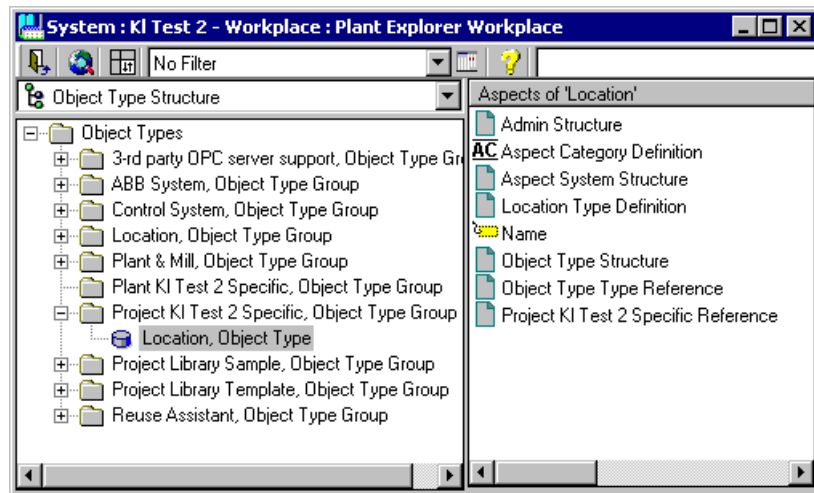 System : Kl Test 2 - Workplace : Plant Explorer Workplace
No Filter
Object Type Structure
Object Types
3-rd party OPC server support, Object Type Gr
ABB System, Object Type Group
Control System, Object Type Group
Location, Object Type Group
Plant & Mill, Object Type Group
Plant Kl Test 2 Specific, Object Type Group
Project Kl Test 2 Specific, Object Type Group
Location, Object Type
Project Library Sample, Object Type Group
Project Library Template, Object Type Group
Reuse Assistant, Object Type Group
Aspects of 'Location'
Admin Structure
AC Aspect Category Definition
Aspect System Structure
Location Type Definition
Name
Object Type Structure
Object Type Type Reference
Project Kl Test 2 Specific Reference